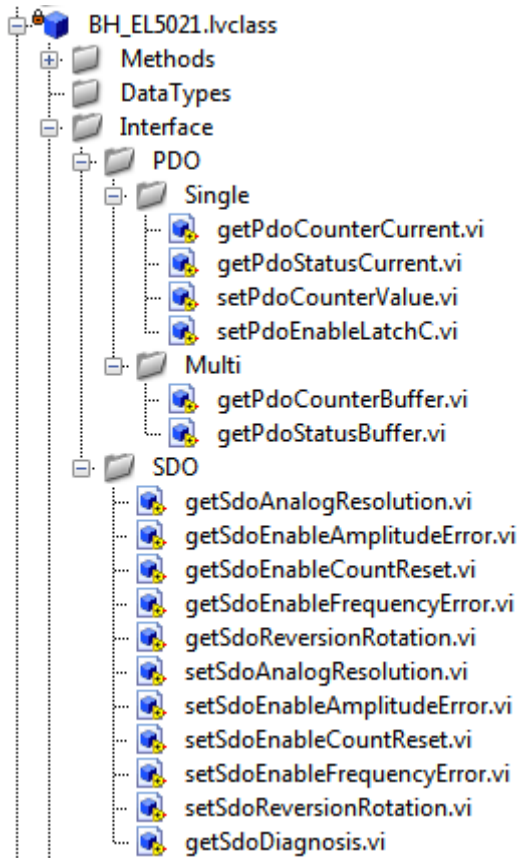 BH_EL5021.lvclass
Methods
DataTypes
Interface
PDO
Single
getPdoCounterCurrent.vi
getPdoStatusCurrent.vi
setPdoCounterValue.vi
setPdoEnableLatchC.vi
Multi
getPdoCounterBuffer.vi
getPdoStatusBuffer.vi
SDO
getSdoAnalogResolution.vi
getSdoEnableAmplitudeError.vi
getSdoEnableCountReset.vi
getSdoEnableFrequencyError.vi
getSdoReversionRotation.vi
setSdoAnalogResolution.vi
setSdoEnableAmplitudeError.vi
setSdoEnableCountReset.vi
setSdoEnableFrequencyError.vi
setSdoReversionRotation.vi
getSdoDiagnosis.vi